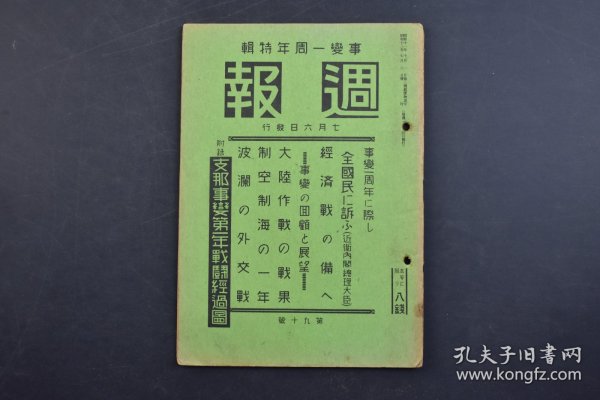 事變一周年特輯
週報
七月六日發行
事變一周年に際し
全國民に訴ふ(近衞內閣總理大臣)
經濟戰の備へ
事變の回顧と展望
大陸作戰の戰果
制空制海の一年
波瀾の外交戰
附錄
支那事變第一年戰鬪經過圖
第九十號
八錢
孔夫子旧书网
www.kongfz.com